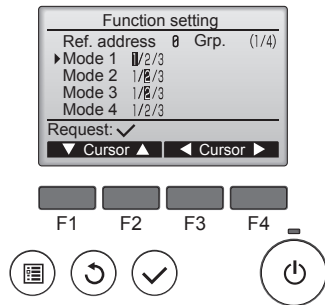 Function setting
Ref. address 0 Grp. (1/4)
Mode 1 1/2/3
Mode 2 1/2/3
Mode 3 1/2/3
Mode 4 1/2/3
Request: ✓
▼ Cursor ▲ ◀ Cursor ▶
F1 F2 F3 F4